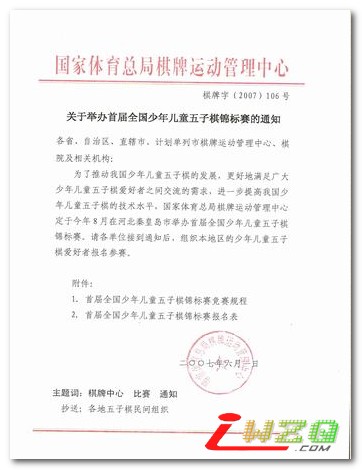 国家体育总局棋牌运动管理中心
棋牌字（2007）106号
关于举办首届全国少年儿童五子棋锦标赛的通知
各省、自治区、直辖市、计划单列市棋牌运动管理中心、棋
院及相关机构：
为了推动我国少年儿童五子棋的发展，更好地满足广大
少年儿童五子棋爱好者之间交流的需求，进一步提高我国少
年儿童五子棋的技术水平，国家体育总局棋牌运动管理中心
定于今年8月在河北秦皇岛市举办首届全国少年儿童五子棋
锦标赛。请各单位接到通知后，组织本地区的少年儿童五子
棋爱好者报名参赛。
附件：
1. 首届全国少年儿童五子棋锦标赛竞赛规程
2. 首届全国少年儿童五子棋锦标赛报名表
二〇〇七年六月 日
主题词：棋牌中心 比赛 通知
抄送：各地五子棋民间组织
iWZQ